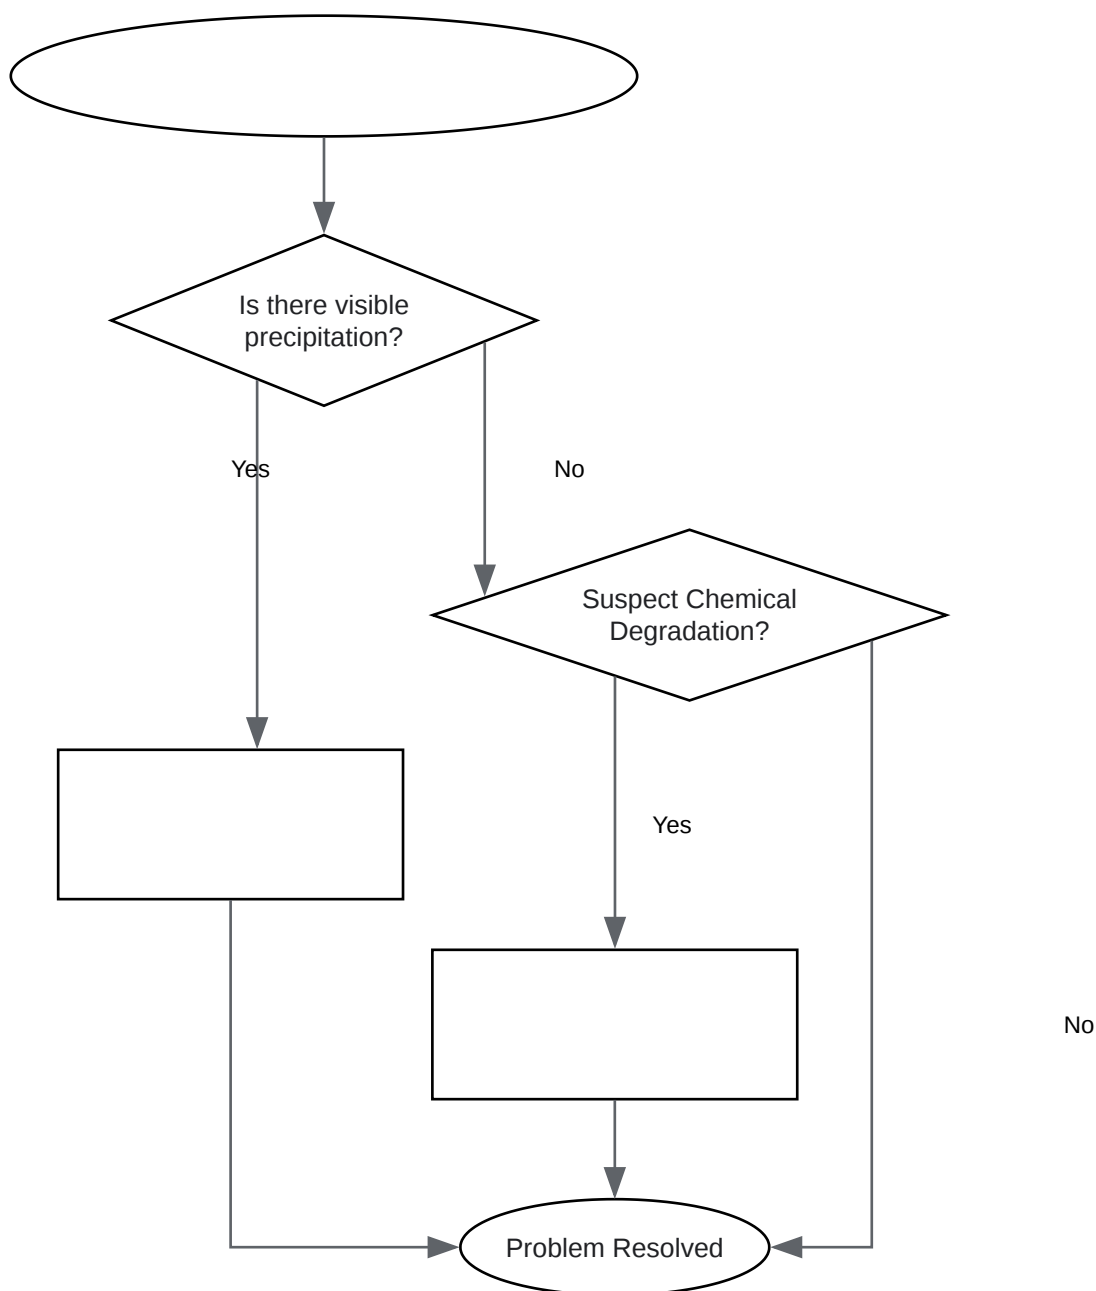 Is there visible
precipitation?
Yes
No
Suspect Chemical
Degradation?
Yes
No
Problem Resolved